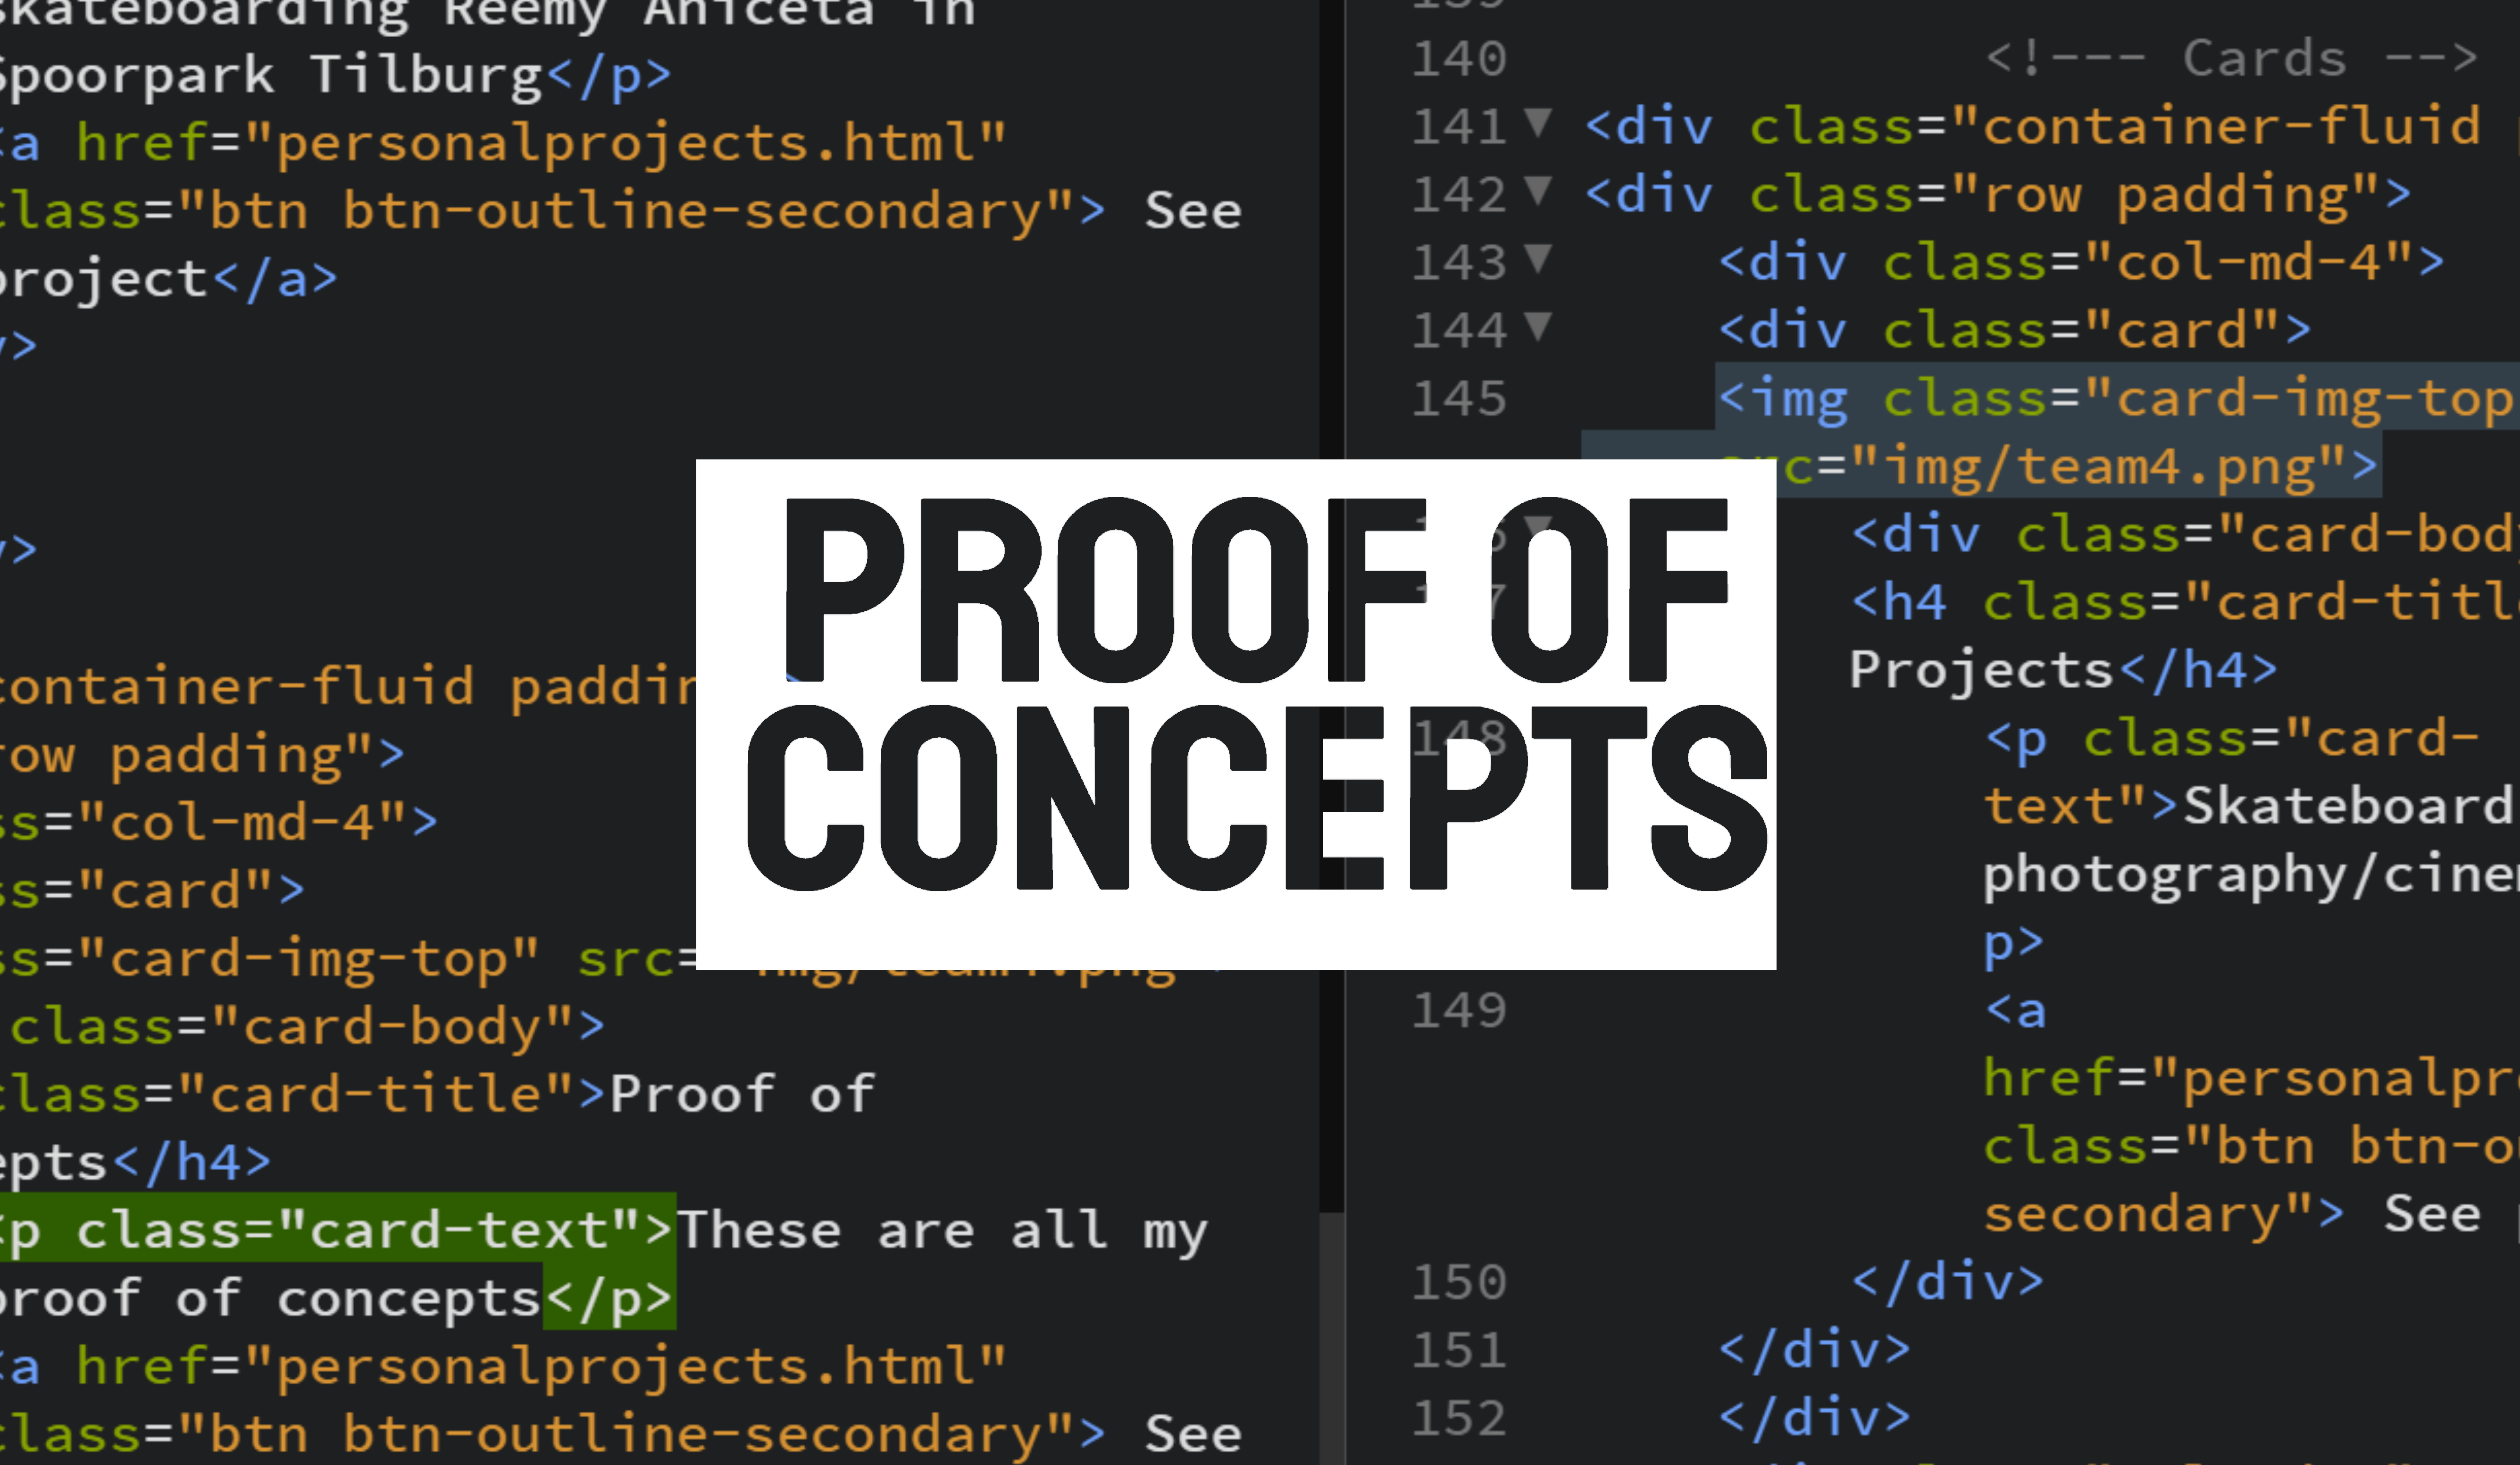 skateboarding Reemy Aniceta in
Spoorpark Tilburg</p>
<a href="personalprojects.html"
class="btn btn-outline-secondary"> See
project</a>
>
>
container-fluid
row padding">
ss="col-md-4">
ss="card">
ss="card-img-top" src=
class="card-body">
class="card-title">Proof of
epts</h4>
<p class="card-text">These are all my
proof of concepts</p>
<a href="personalprojects.html"
class="btn btn-outline-secondary"> See
PROOF OF
CONCEPTS
140 <!--- Cards -->
141 <div class="container-fluid
142 <div class="row padding">
143 <div class="col-md-4">
144 <div class="card">
145 <img class="card-img-top
src="img/team4.png">
<div class="card-body
<h4 class="card-title
Projects</h4>
148 <p class="card-
text">Skateboard
photography/cine
p>
149 <a
href="personalpr
class="btn btn-o
secondary"> See
150 </div>
151 </div>
152 </div>